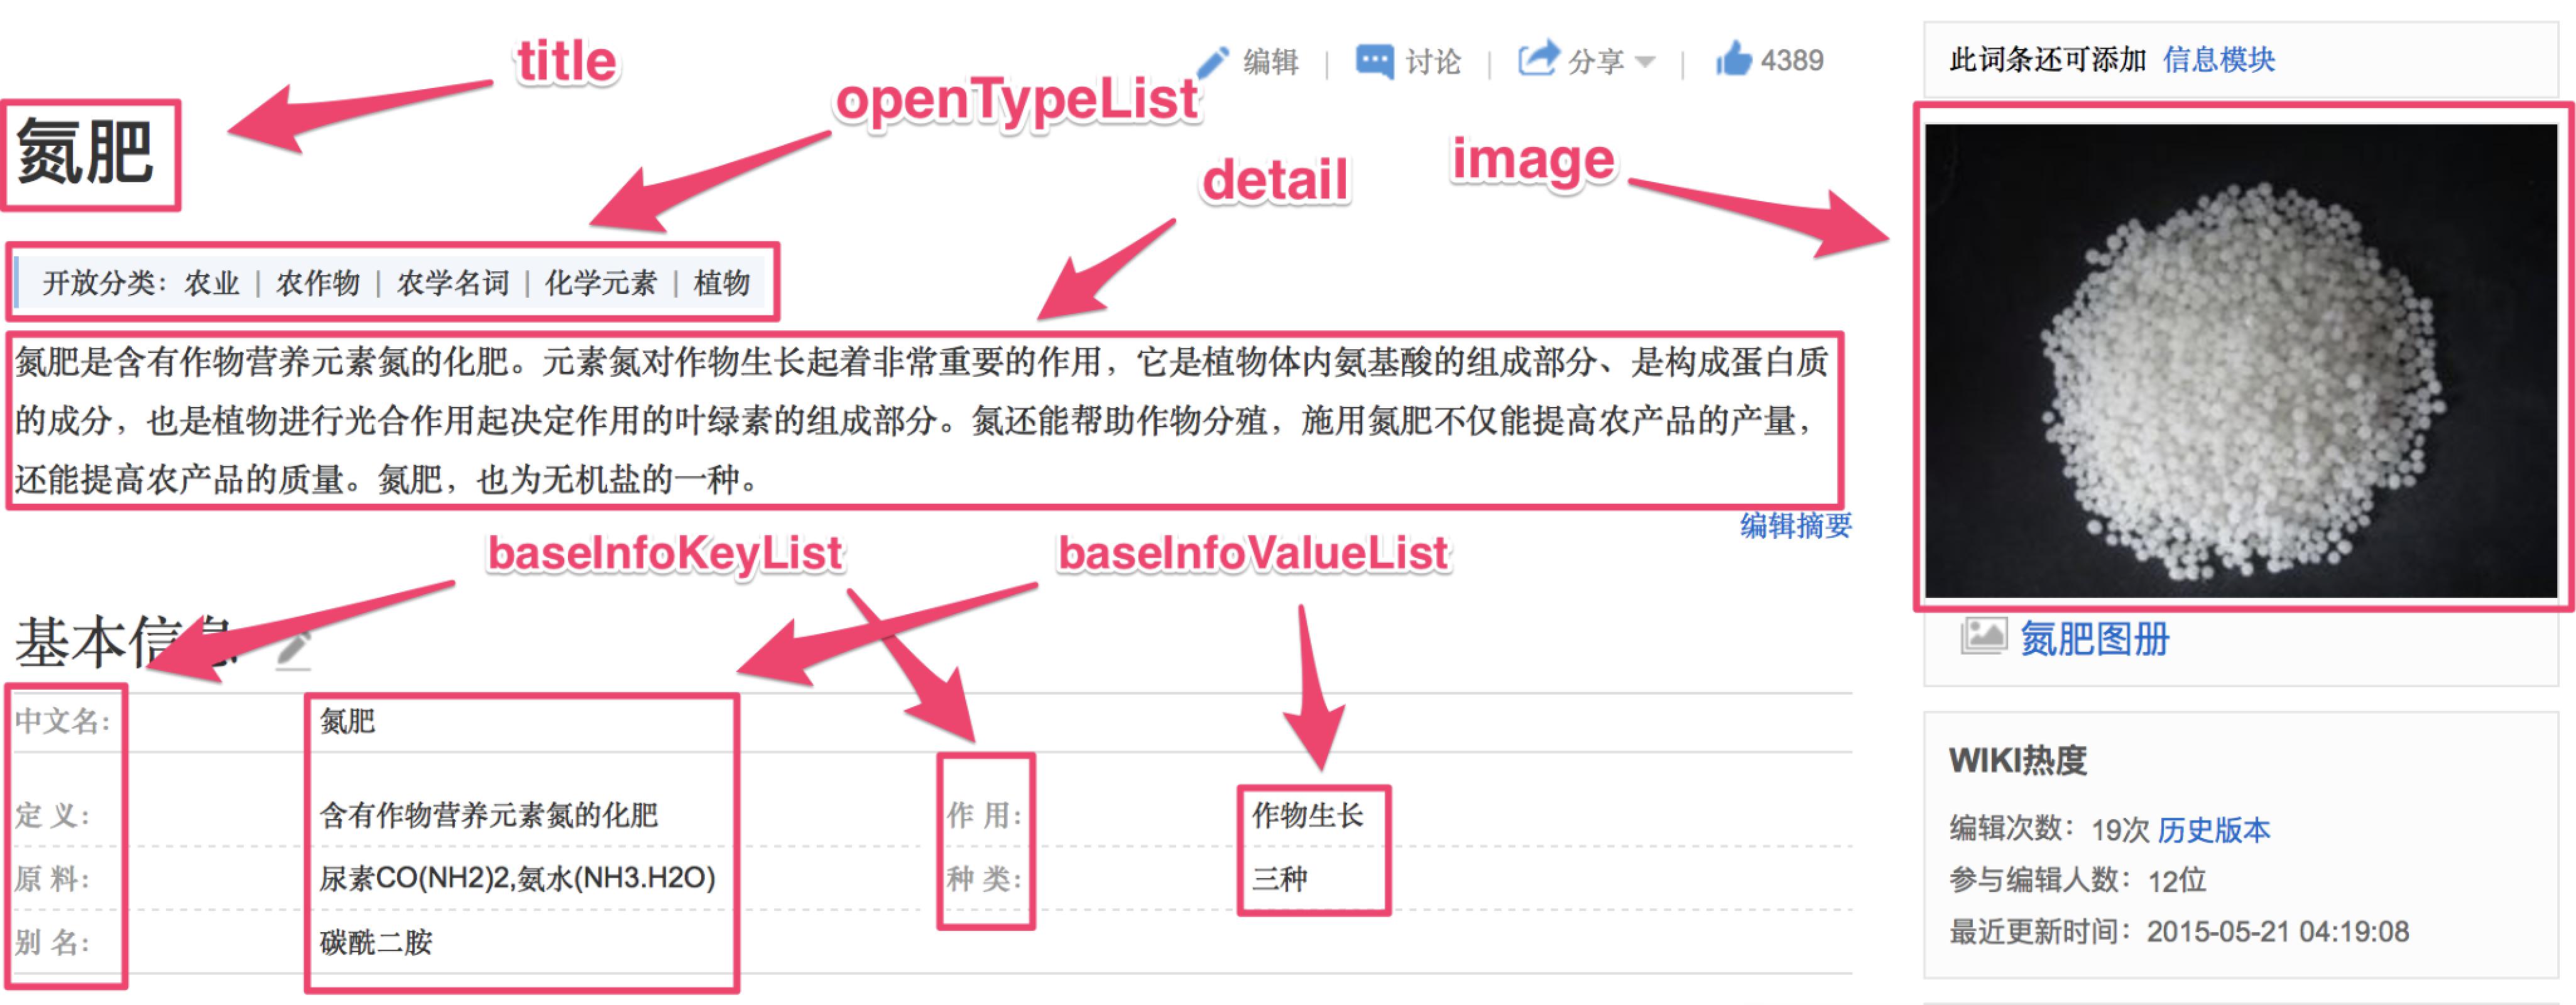 title
编辑 | 讨论 | 分享 | 4389
此词条还可添加 信息模块
openTypeList
氮肥
detail
image
开放分类：农业 | 农作物 | 农学名词 | 化学元素 | 植物
氮肥是含有作物营养元素氮的化肥。元素氮对作物生长起着非常重要的作用，它是植物体内氨基酸的组成部分、是构成蛋白质
的成分，也是植物进行光合作用起决定作用的叶绿素的组成部分。氮还能帮助作物分殖，施用氮肥不仅能提高农产品的产量，
还能提高农产品的质量。氮肥，也为无机盐的一种。
编辑摘要
baseInfoKeyList
baseInfoValueList
基本信息
氮肥图册
中文名： 氮肥
定 义： 含有作物营养元素氮的化肥 作 用： 作物生长
原 料： 尿素CO(NH2)2,氨水(NH3.H2O) 种 类： 三种
别 名： 碳酰二胺
WIKI热度
编辑次数：19次 历史版本
参与编辑人数：12位
最近更新时间：2015-05-21 04:19:08